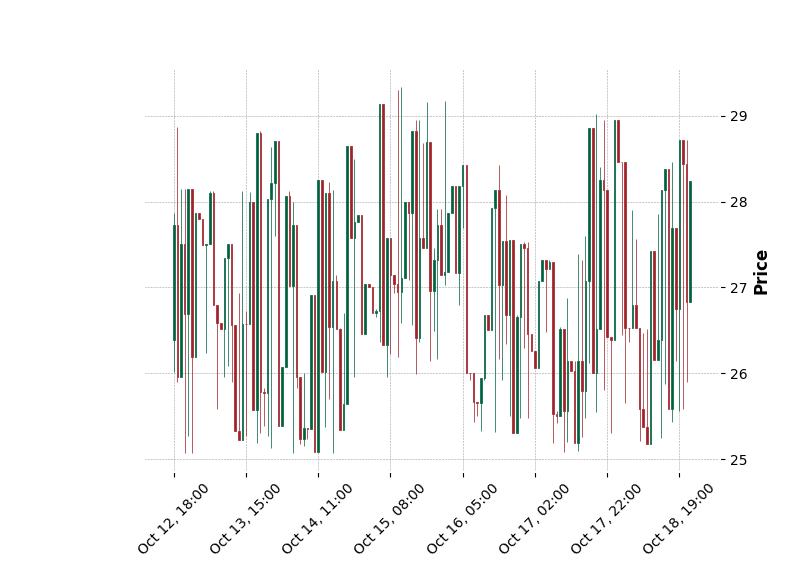 29
28
27
26
25
Price
Oct 12, 18:00
Oct 13, 15:00
Oct 14, 11:00
Oct 15, 08:00
Oct 16, 05:00
Oct 17, 02:00
Oct 17, 22:00
Oct 18, 19:00